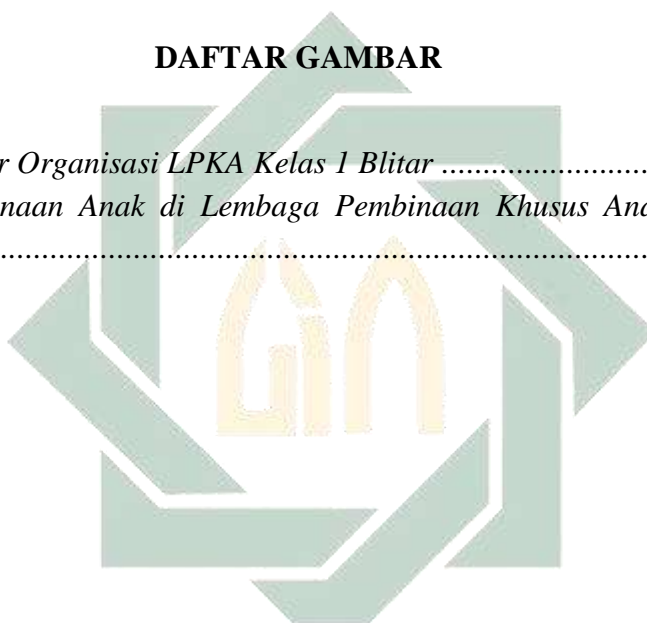 DAFTAR GAMBAR
r Organisasi LPKA Kelas 1 Blitar ..........................
naan Anak di Lembaga Pembinaan Khusus Ana
................................................................................